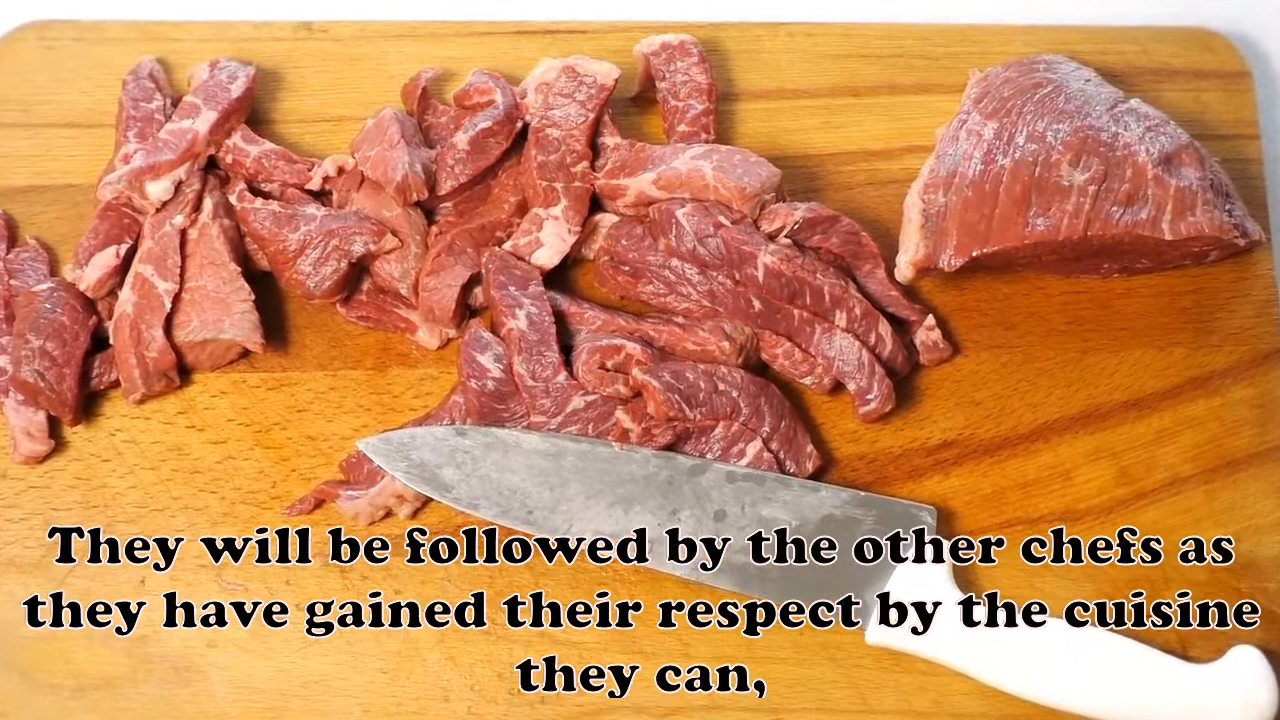 They will be followed by the other chefs as
they have gained their respect by the cuisine
they can,